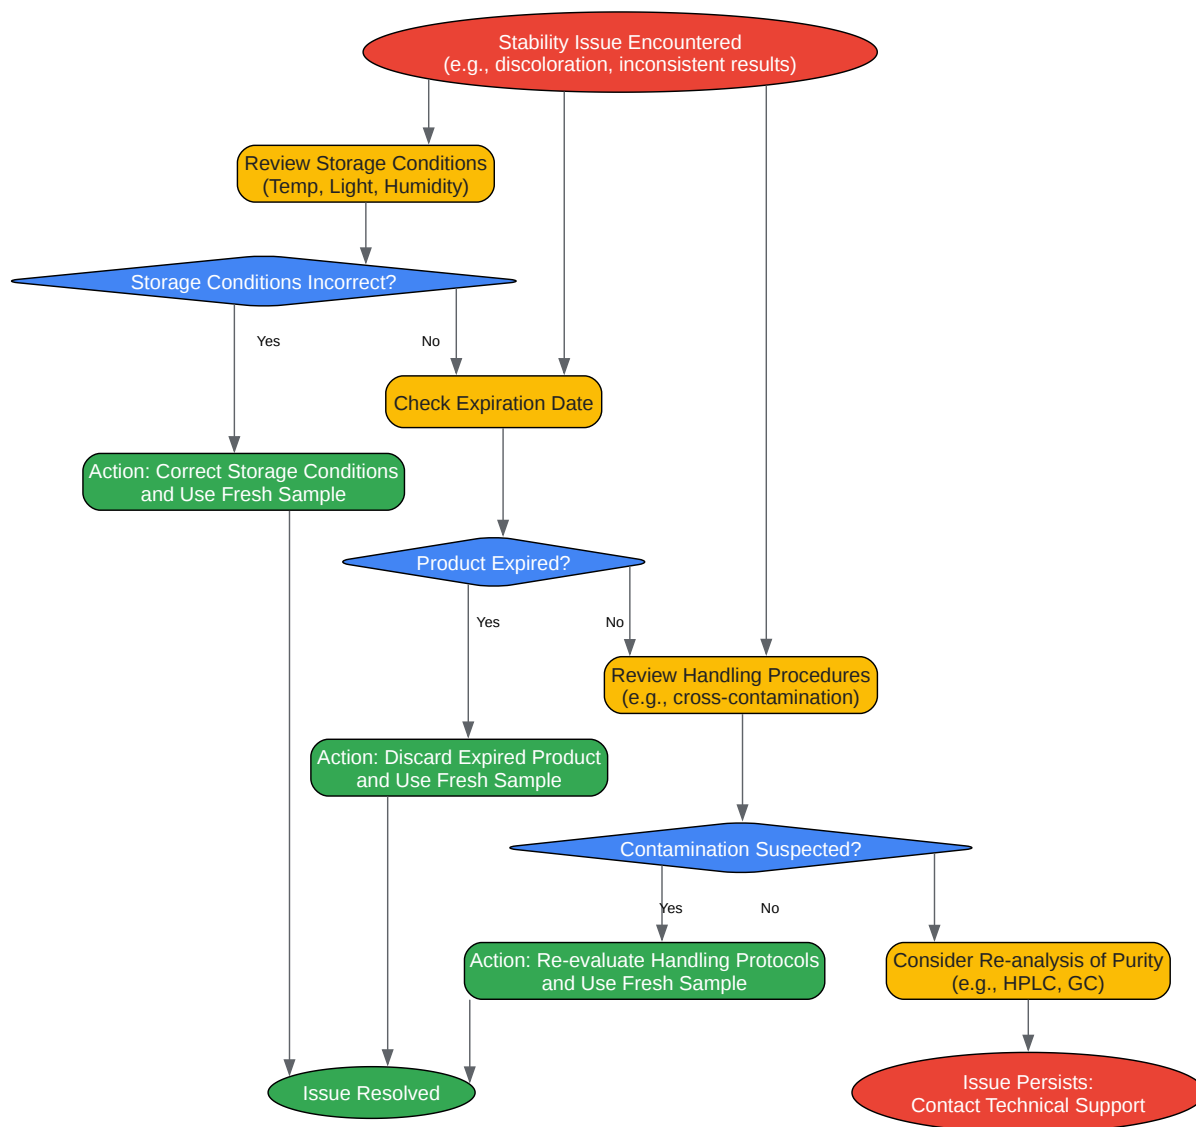 Stability Issue Encountered
(e.g., discoloration, inconsistent results)
Review Storage Conditions
(Temp, Light, Humidity)
Storage Conditions Incorrect?
Yes
No
Check Expiration Date
Action: Correct Storage Conditions
and Use Fresh Sample
Product Expired?
Yes
No
Review Handling Procedures
(e.g., cross-contamination)
Action: Discard Expired Product
and Use Fresh Sample
Contamination Suspected?
Yes
No
Action: Re-evaluate Handling Protocols
and Use Fresh Sample
Consider Re-analysis of Purity
(e.g., HPLC, GC)
Issue Resolved
Issue Persists:
Contact Technical Support